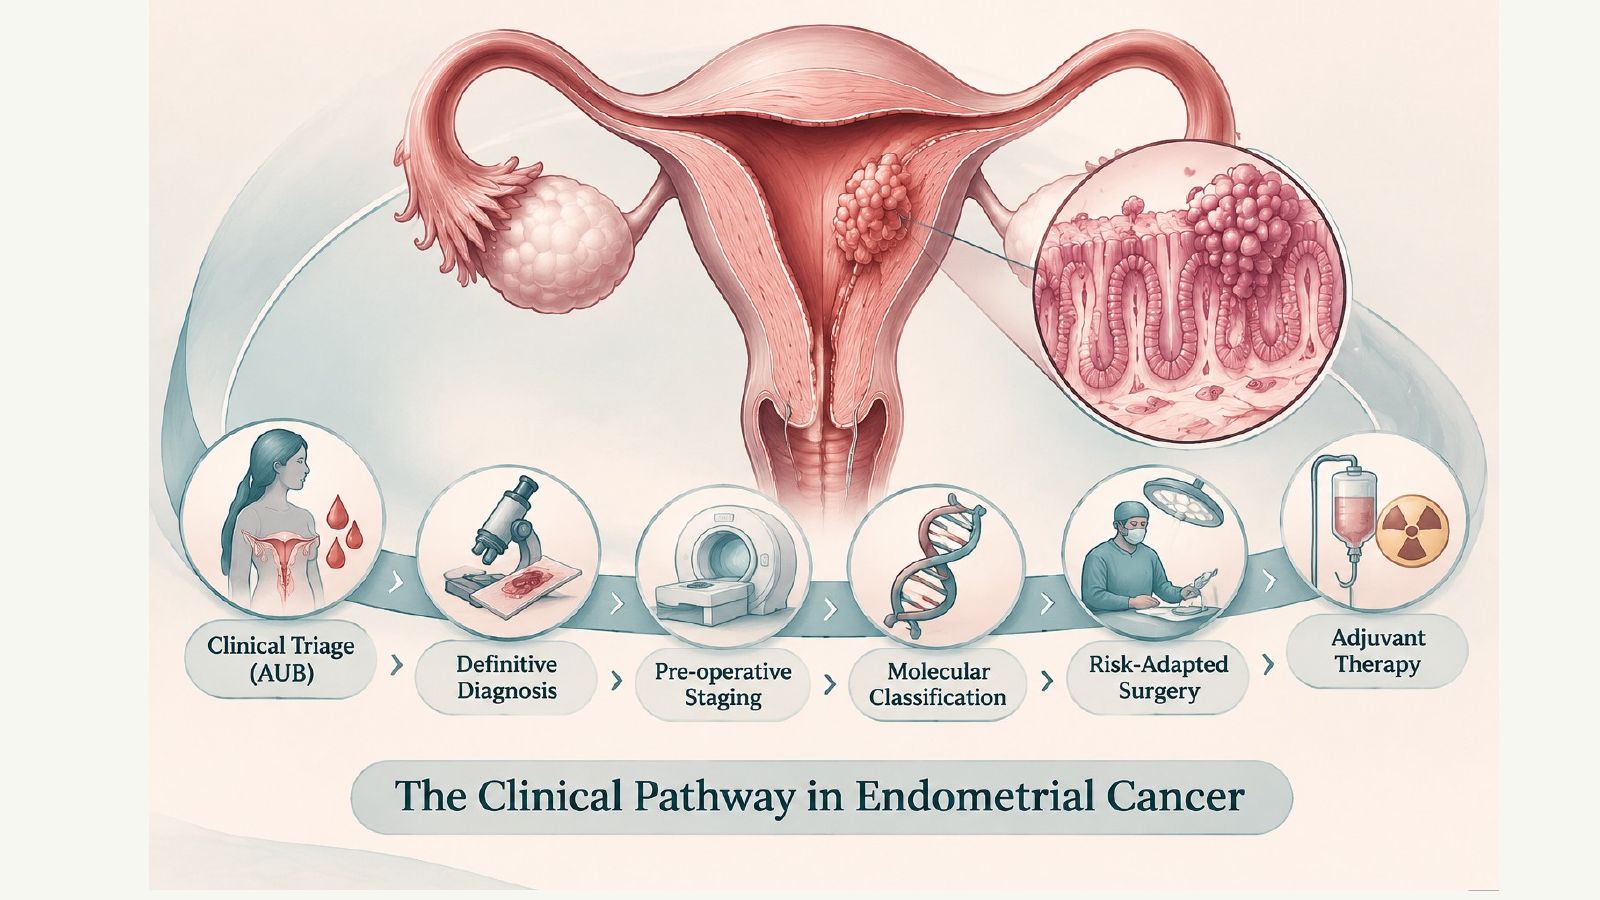 Clinical Triage
(AUB)
Definitive
Diagnosis
Pre-operative
Staging
Molecular
Classification
Risk-Adapted
Surgery
Adjuvant
Therapy
The Clinical Pathway in Endometrial Cancer